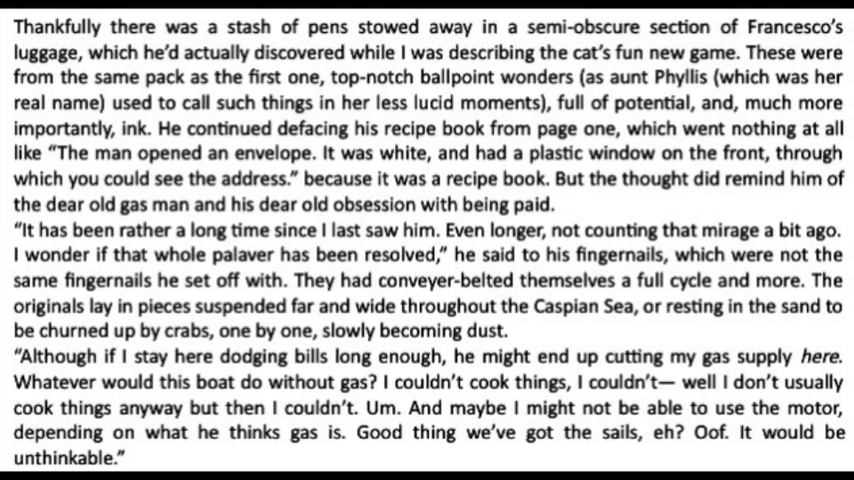 Thankfully there was a stash of pens stowed away in a semi-obscure section of Francesco’s
luggage, which he’d actually discovered while I was describing the cat’s fun new game. These were
from the same pack as the first one, top-notch ballpoint wonders (as aunt Phyllis (which was her
real name) used to call such things in her less lucid moments), full of potential, and, much more
importantly, ink. He continued defacing his recipe book from page one, which went nothing at all
like “The man opened an envelope. It was white, and had a plastic window on the front, through
which you could see the address.” because it was a recipe book. But the thought did remind him of
the dear old gas man and his dear old obsession with being paid.
“It has been rather a long time since I last saw him. Even longer, not counting that mirage a bit ago.
I wonder if that whole palaver has been resolved,” he said to his fingernails, which were not the
same fingernails he set off with. They had conveyer-belted themselves a full cycle and more. The
originals lay in pieces suspended far and wide throughout the Caspian Sea, or resting in the sand to
be churned up by crabs, one by one, slowly becoming dust.
“Although if I stay here dodging bills long enough, he might end up cutting my gas supply here.
Whatever would this boat do without gas? I couldn’t cook things, I couldn’t— well I don’t usually
cook things anyway but then I couldn’t. Um. And maybe I might not be able to use the motor,
depending on what he thinks gas is. Good thing we’ve got the sails, eh? Oof. It would be
unthinkable.”